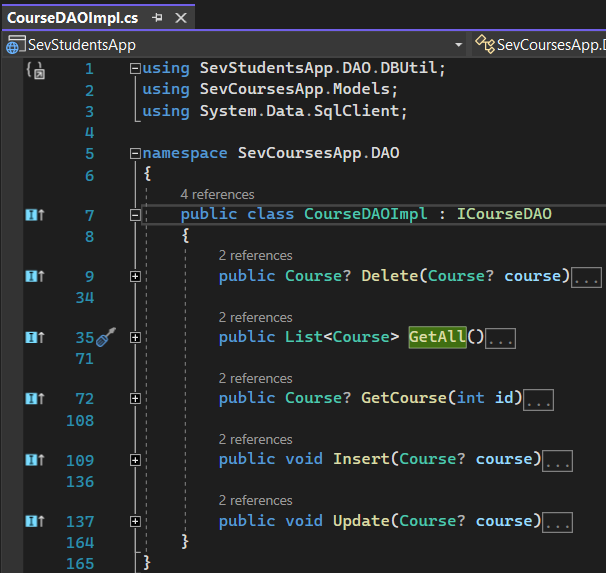 CourseDAOImpl.cs
SevStudentsApp SevCoursesApp.D
1 using SevStudentsApp.DAO.DBUtil;
2 using SevCoursesApp.Models;
3 using System.Data.SqlClient;
4
5 namespace SevCoursesApp.DAO
6 {
4 references
7 public class CourseDAOImpl : ICourseDAO
8 {
2 references
9 public Course? Delete(Course? course)...
34
2 references
35 public List<Course> GetAll()...
71
2 references
72 public Course? GetCourse(int id)...
108
2 references
109 public void Insert(Course? course)...
136
2 references
137 public void Update(Course? course)...
164 }
165 }